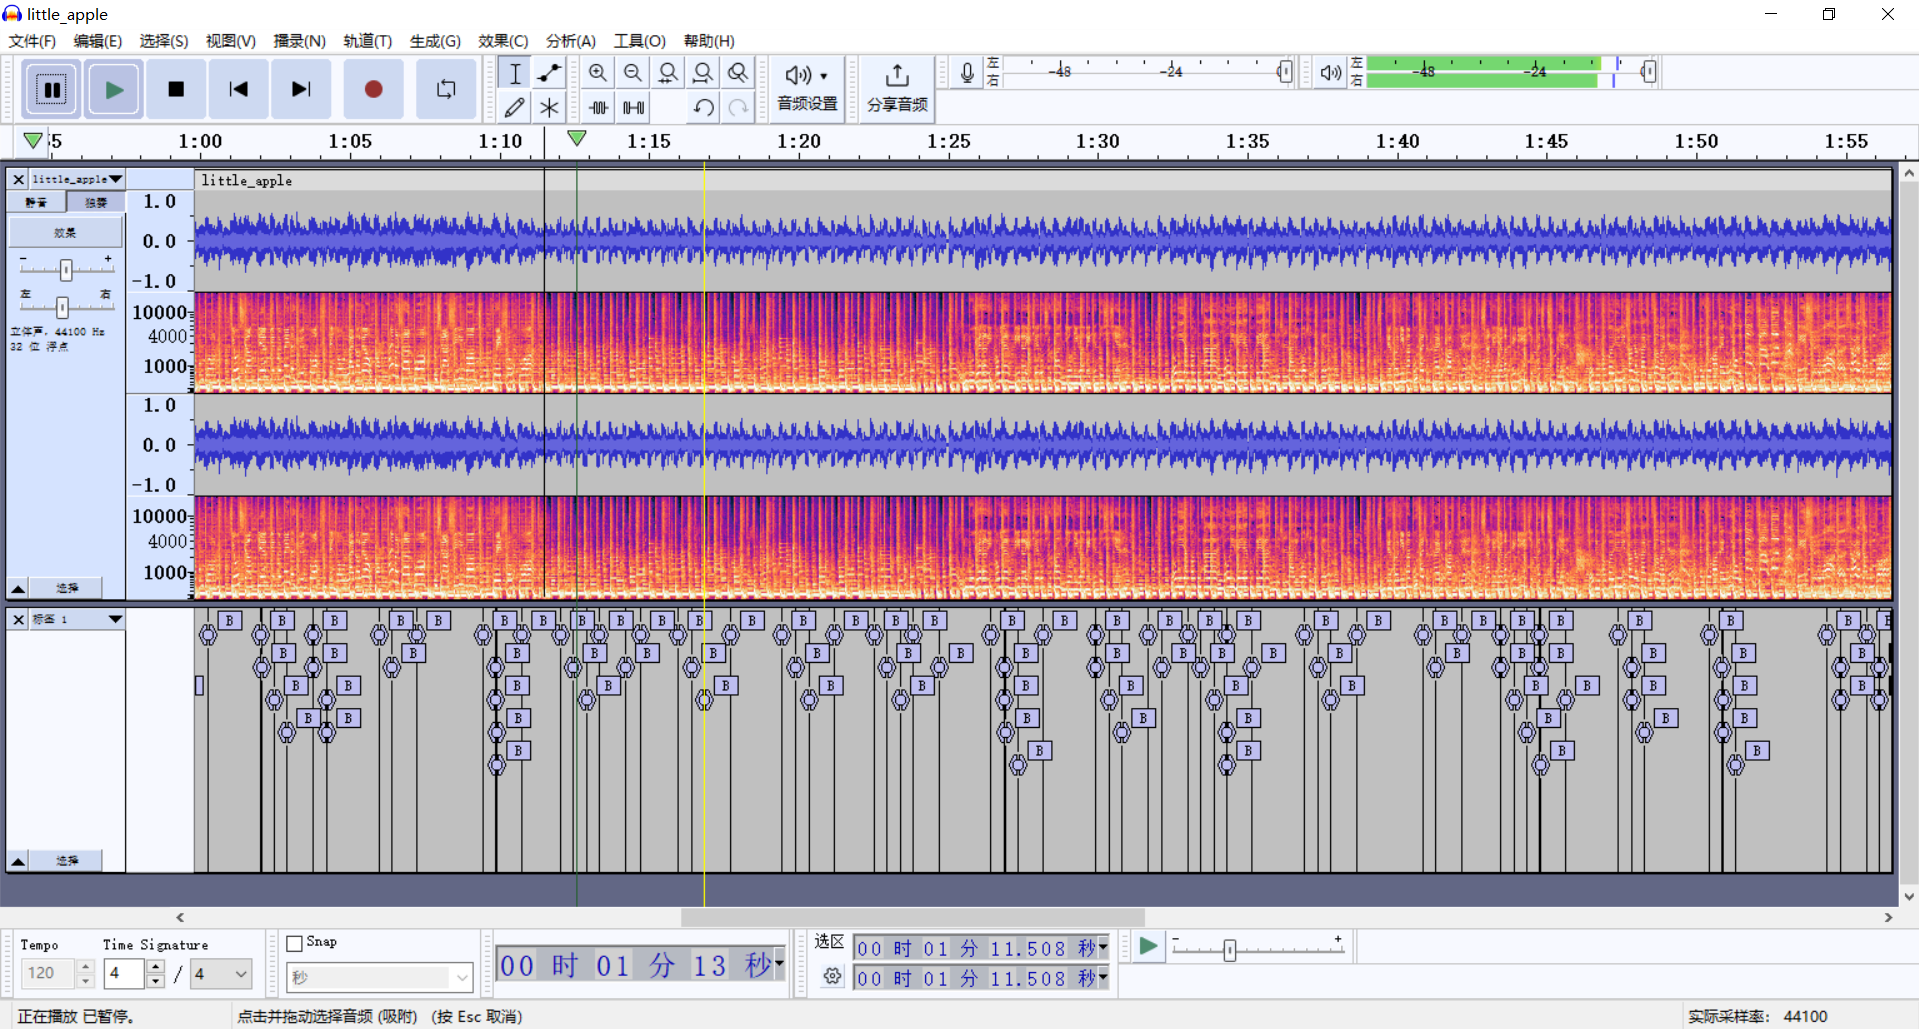 little_apple
文件(F) 编辑(E) 选择(S) 视图(V) 播录(N) 轨道(T) 生成(G) 效果(C) 分析(A) 工具(O) 帮助(H)
音频设置 分享音频
左 右 -48 -24 0
左 右 -48 -24 0
5 1:00 1:05 1:10 1:15 1:20 1:25 1:30 1:35 1:40 1:45 1:50 1:55
little_apple
little_apple
静音 独奏
效果
- +
左 右
立体声, 44100 Hz
32 位 浮点
选择
1.0
0.0
-1.0
10000
4000
1000
1.0
0.0
-1.0
10000
4000
1000
标签 1
B B B B B B B B B B B B B B B B B B B B B B B B B B B B B B B B
B B B B B B B B B B B B B B B B B B B
B B B B B B B B B B B B B B B
B B B B B B B B B B
B B B B B
选择
Tempo
120
Time Signature
4 / 4
Snap
秒
00 时 01 分 13 秒
选区
00 时 01 分 11.508 秒
00 时 01 分 11.508 秒
- +
正在播放 已暂停。
点击并拖动选择音频 (吸附) (按 Esc 取消)
实际采样率: 44100